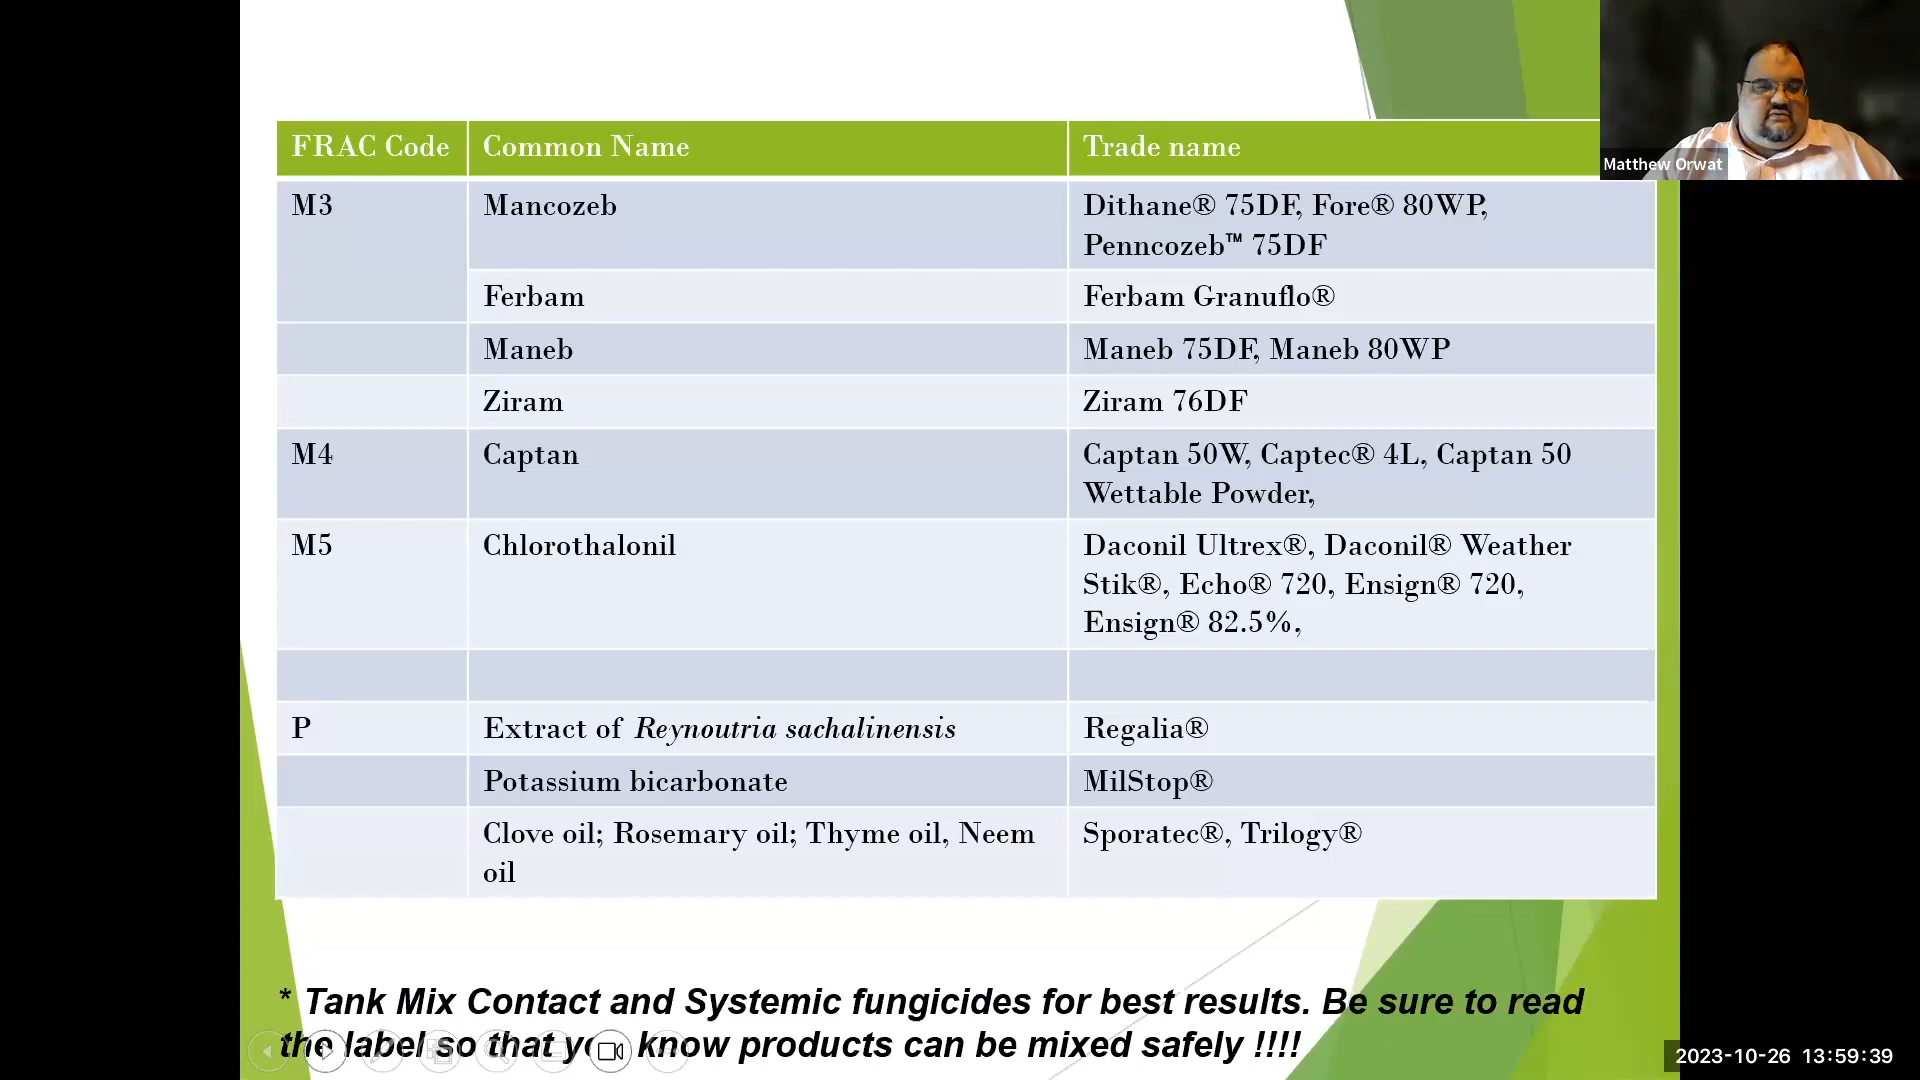 Matthew Orwat
FRAC Code Common Name Trade name
M3 Mancozeb Dithane® 75DF, Fore® 80WP,
Penncozeb™ 75DF
Ferbam Ferbam Granuflo®
Maneb Maneb 75DF, Maneb 80WP
Ziram Ziram 76DF
M4 Captan Captan 50W, Captec® 4L, Captan 50
Wettable Powder,
M5 Chlorothalonil Daconil Ultrex®, Daconil® Weather
Stik®, Echo® 720, Ensign® 720,
Ensign® 82.5%,
P Extract of Reynoutria sachalinensis Regalia®
Potassium bicarbonate MilStop®
Clove oil; Rosemary oil; Thyme oil, Neem Sporatec®, Trilogy®
oil
* Tank Mix Contact and Systemic fungicides for best results. Be sure to read
the label so that you know products can be mixed safely !!!!
2023-10-26 13:59:39